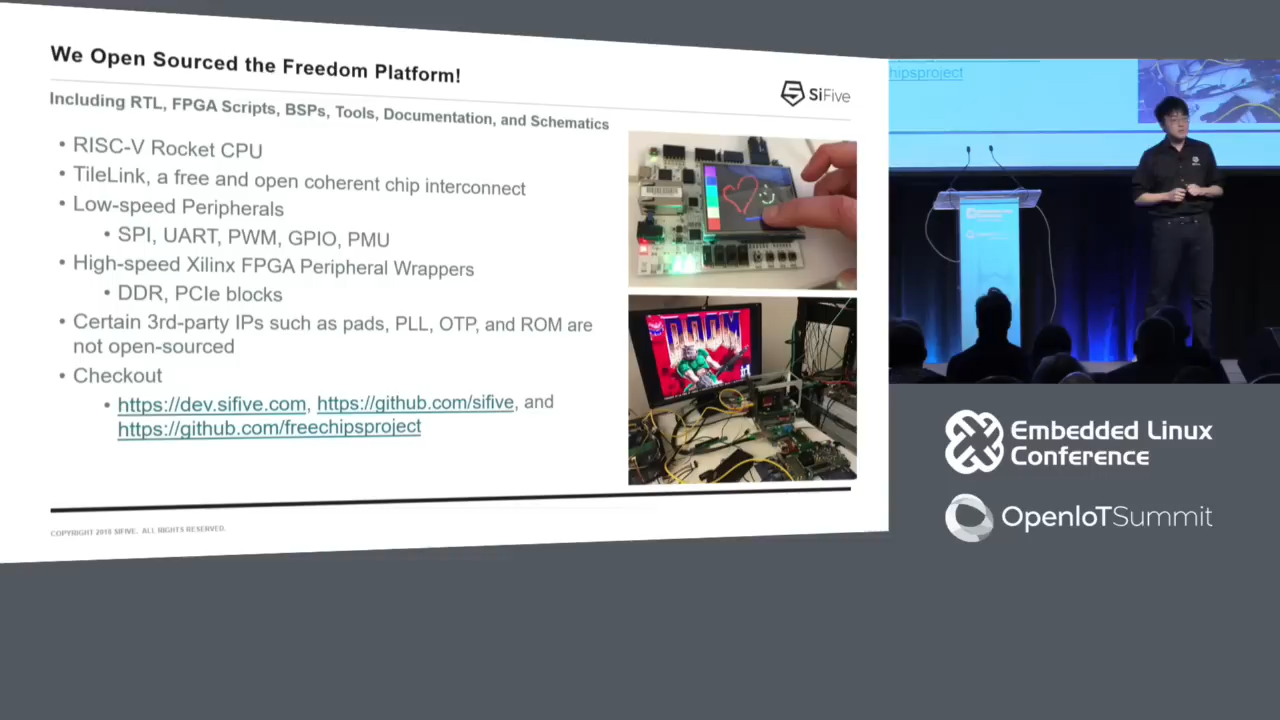 We Open Sourced the Freedom Platform!
SiFive
Including RTL, FPGA Scripts, BSPs, Tools, Documentation, and Schematics
• RISC-V Rocket CPU
• TileLink, a free and open coherent chip interconnect
• Low-speed Peripherals
• SPI, UART, PWM, GPIO, PMU
• High-speed Xilinx FPGA Peripheral Wrappers
• DDR, PCIe blocks
• Certain 3rd-party IPs such as pads, PLL, OTP, and ROM are
not open-sourced
• Checkout
• https://dev.sifive.com, https://github.com/sifive, and
https://github.com/freechipsproject
DOOM
COPYRIGHT 2016 SIFIVE. ALL RIGHTS RESERVED.
hipsproject
Embedded Linux
Conference
OpenIoTSummit